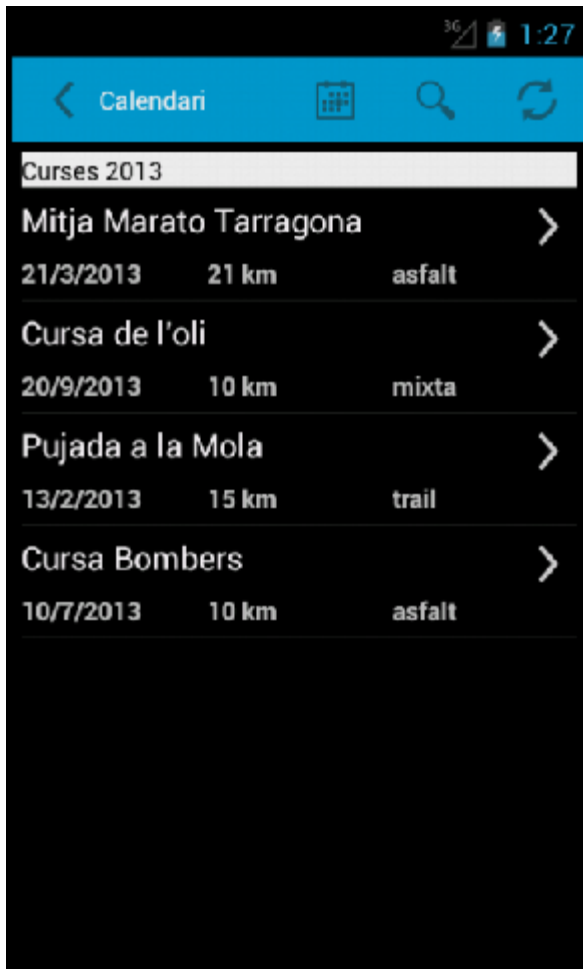 3G 1:27
Calendari
Curses 2013
Mitja Marato Tarragona
21/3/2013 21 km asfalt
Cursa de l'oli
20/9/2013 10 km mixta
Pujada a la Mola
13/2/2013 15 km trail
Cursa Bombers
10/7/2013 10 km asfalt